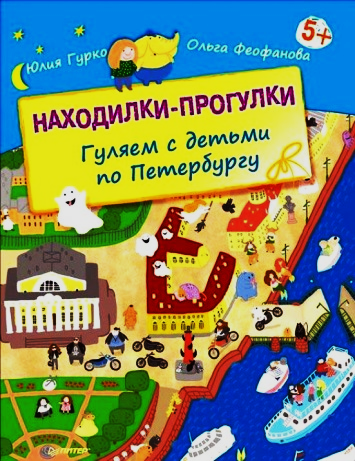 Юлия Гурко
Ольга Феофанова
5+
НАХОДИЛКИ-ПРОГУЛКИ
Гуляем с детьми
по Петербургу
ПИТЕР